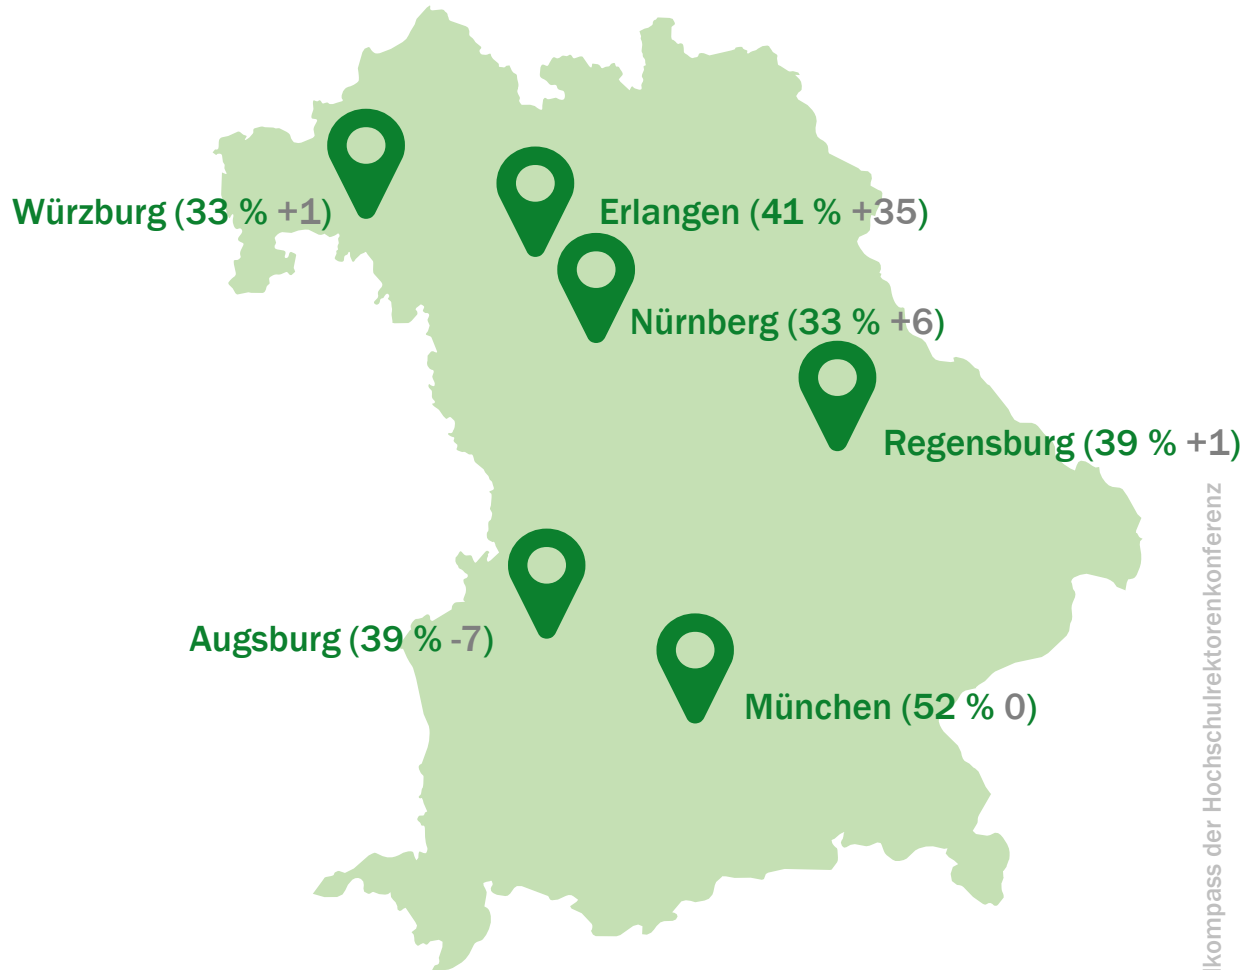 Würzburg (33 % +1)
Erlangen (41 % +35)
Nürnberg (33 % +6)
Regensburg (39 % +1)
Augsburg (39 % -7)
München (52 % 0)
der Hochschulrektorenkonferenz